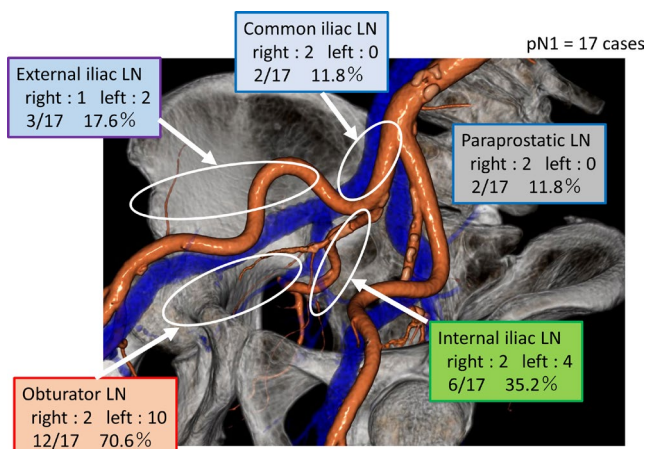 Common iliac LN
right : 2 left : 0
2/17 11.8%
pN1 = 17 cases
External iliac LN
right : 1 left : 2
3/17 17.6%
Paraprostatic LN
right : 2 left : 0
2/17 11.8%
Internal iliac LN
right : 2 left : 4
6/17 35.2%
Obturator LN
right : 2 left : 10
12/17 70.6%